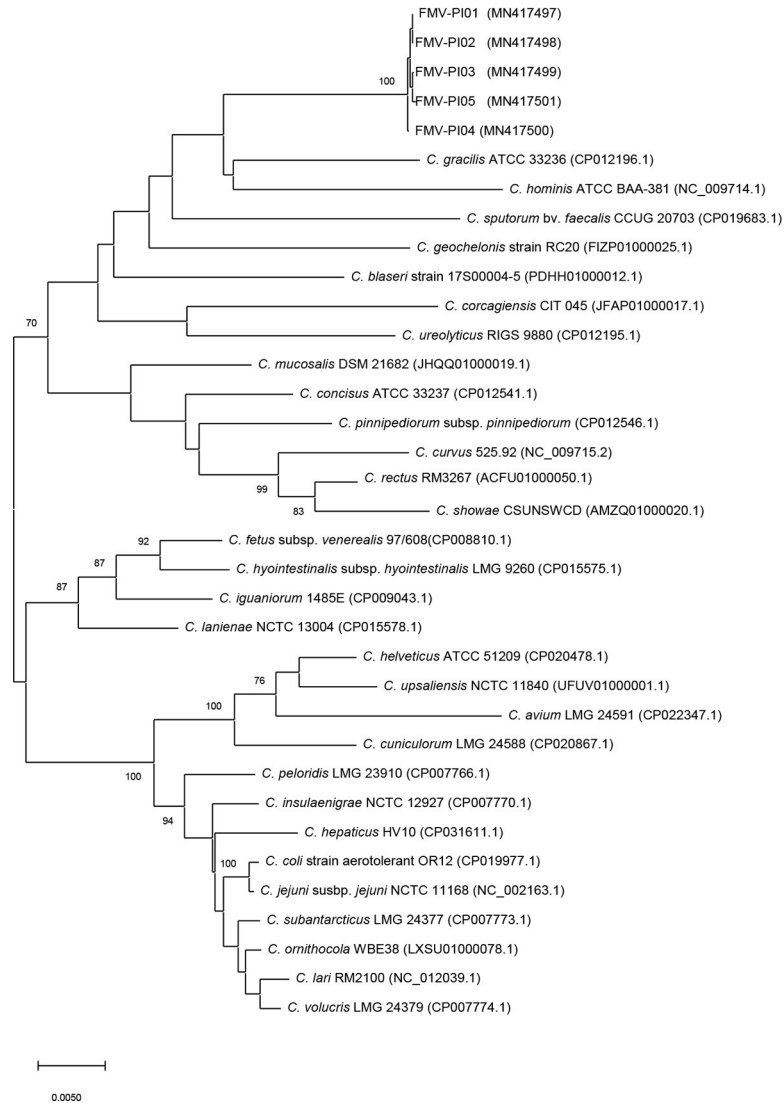 FMV-PI01 (MN417497)
FMV-PI02 (MN417498)
FMV-PI03 (MN417499)
100
FMV-PI05 (MN417501)
FMV-PI04 (MN417500)
C. gracilis ATCC 33236 (CP012196.1)
C. hominis ATCC BAA-381 (NC_009714.1)
C. sputorum bv. faecalis CCUG 20703 (CP019683.1)
C. geochelonis strain RC20 (FIZP01000025.1)
C. blaseri strain 17S00004-5 (PDHH01000012.1)
C. corcagiensis CIT 045 (JFAP01000017.1)
70
C. ureolyticus RIGS 9880 (CP012195.1)
C. mucosalis DSM 21682 (JHQQ01000019.1)
C. concisus ATCC 33237 (CP012541.1)
C. pinnipediorum subsp. pinnipediorum (CP012546.1)
C. curvus 525.92 (NC_009715.2)
C. rectus RM3267 (ACFU01000050.1)
99
83
C. showae CSUNSWCD (AMZQ01000020.1)
C. fetus subsp. venerealis 97/608(CP008810.1)
92
87
C. hyointestinalis subsp. hyointestinalis LMG 9260 (CP015575.1)
87
C. iguaniorum 1485E (CP009043.1)
C. lanienae NCTC 13004 (CP015578.1)
C. helveticus ATCC 51209 (CP020478.1)
76
C. upsaliensis NCTC 11840 (UFUV01000001.1)
100
C. avium LMG 24591 (CP022347.1)
C. cuniculorum LMG 24588 (CP020867.1)
100
C. peloridis LMG 23910 (CP007766.1)
C. insulaenigrae NCTC 12927 (CP007770.1)
94
C. hepaticus HV10 (CP031611.1)
100
C. coli strain aerotolerant OR12 (CP019977.1)
C. jejuni susbp. jejuni NCTC 11168 (NC_002163.1)
C. subantarcticus LMG 24377 (CP007773.1)
C. ornithocola WBE38 (LXSU01000078.1)
C. lari RM2100 (NC_012039.1)
C. volucris LMG 24379 (CP007774.1)
0.0050